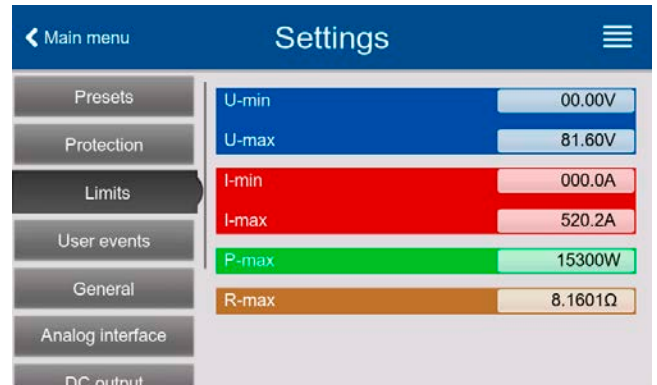 Main menu
Settings
Presets
Protection
Limits
User events
General
Analog interface
DC output
U-min 00.00V
U-max 81.60V
I-min 000.0A
I-max 520.2A
P-max 15300W
R-max 8.1601Ω